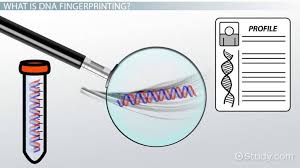 WHAT IS DNA FINGERPRINTING?
PROFILE
Study.com